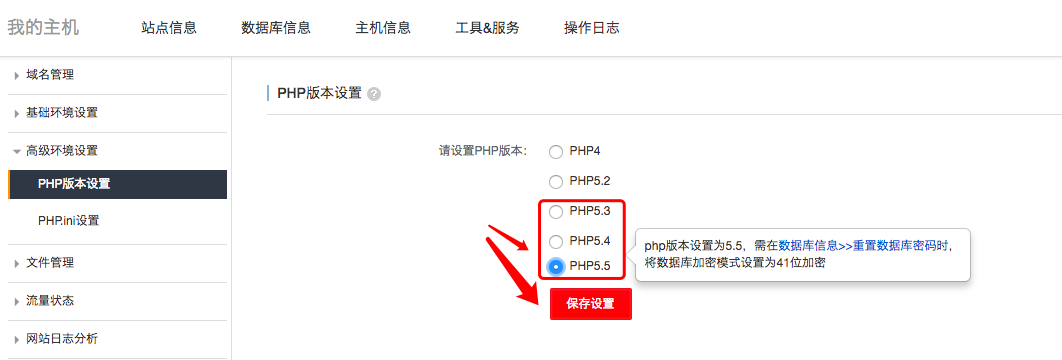 我的主机
站点信息
数据库信息
主机信息
工具&服务
操作日志
域名管理
基础环境设置
高级环境设置
PHP版本设置
PHP.ini设置
文件管理
流量状态
网站日志分析
PHP版本设置 ?
请设置PHP版本:
PHP4
PHP5.2
PHP5.3
PHP5.4
PHP5.5
php版本设置为5.5，需在数据库信息>>重置数据库密码时，
将数据库加密模式设置为41位加密
保存设置